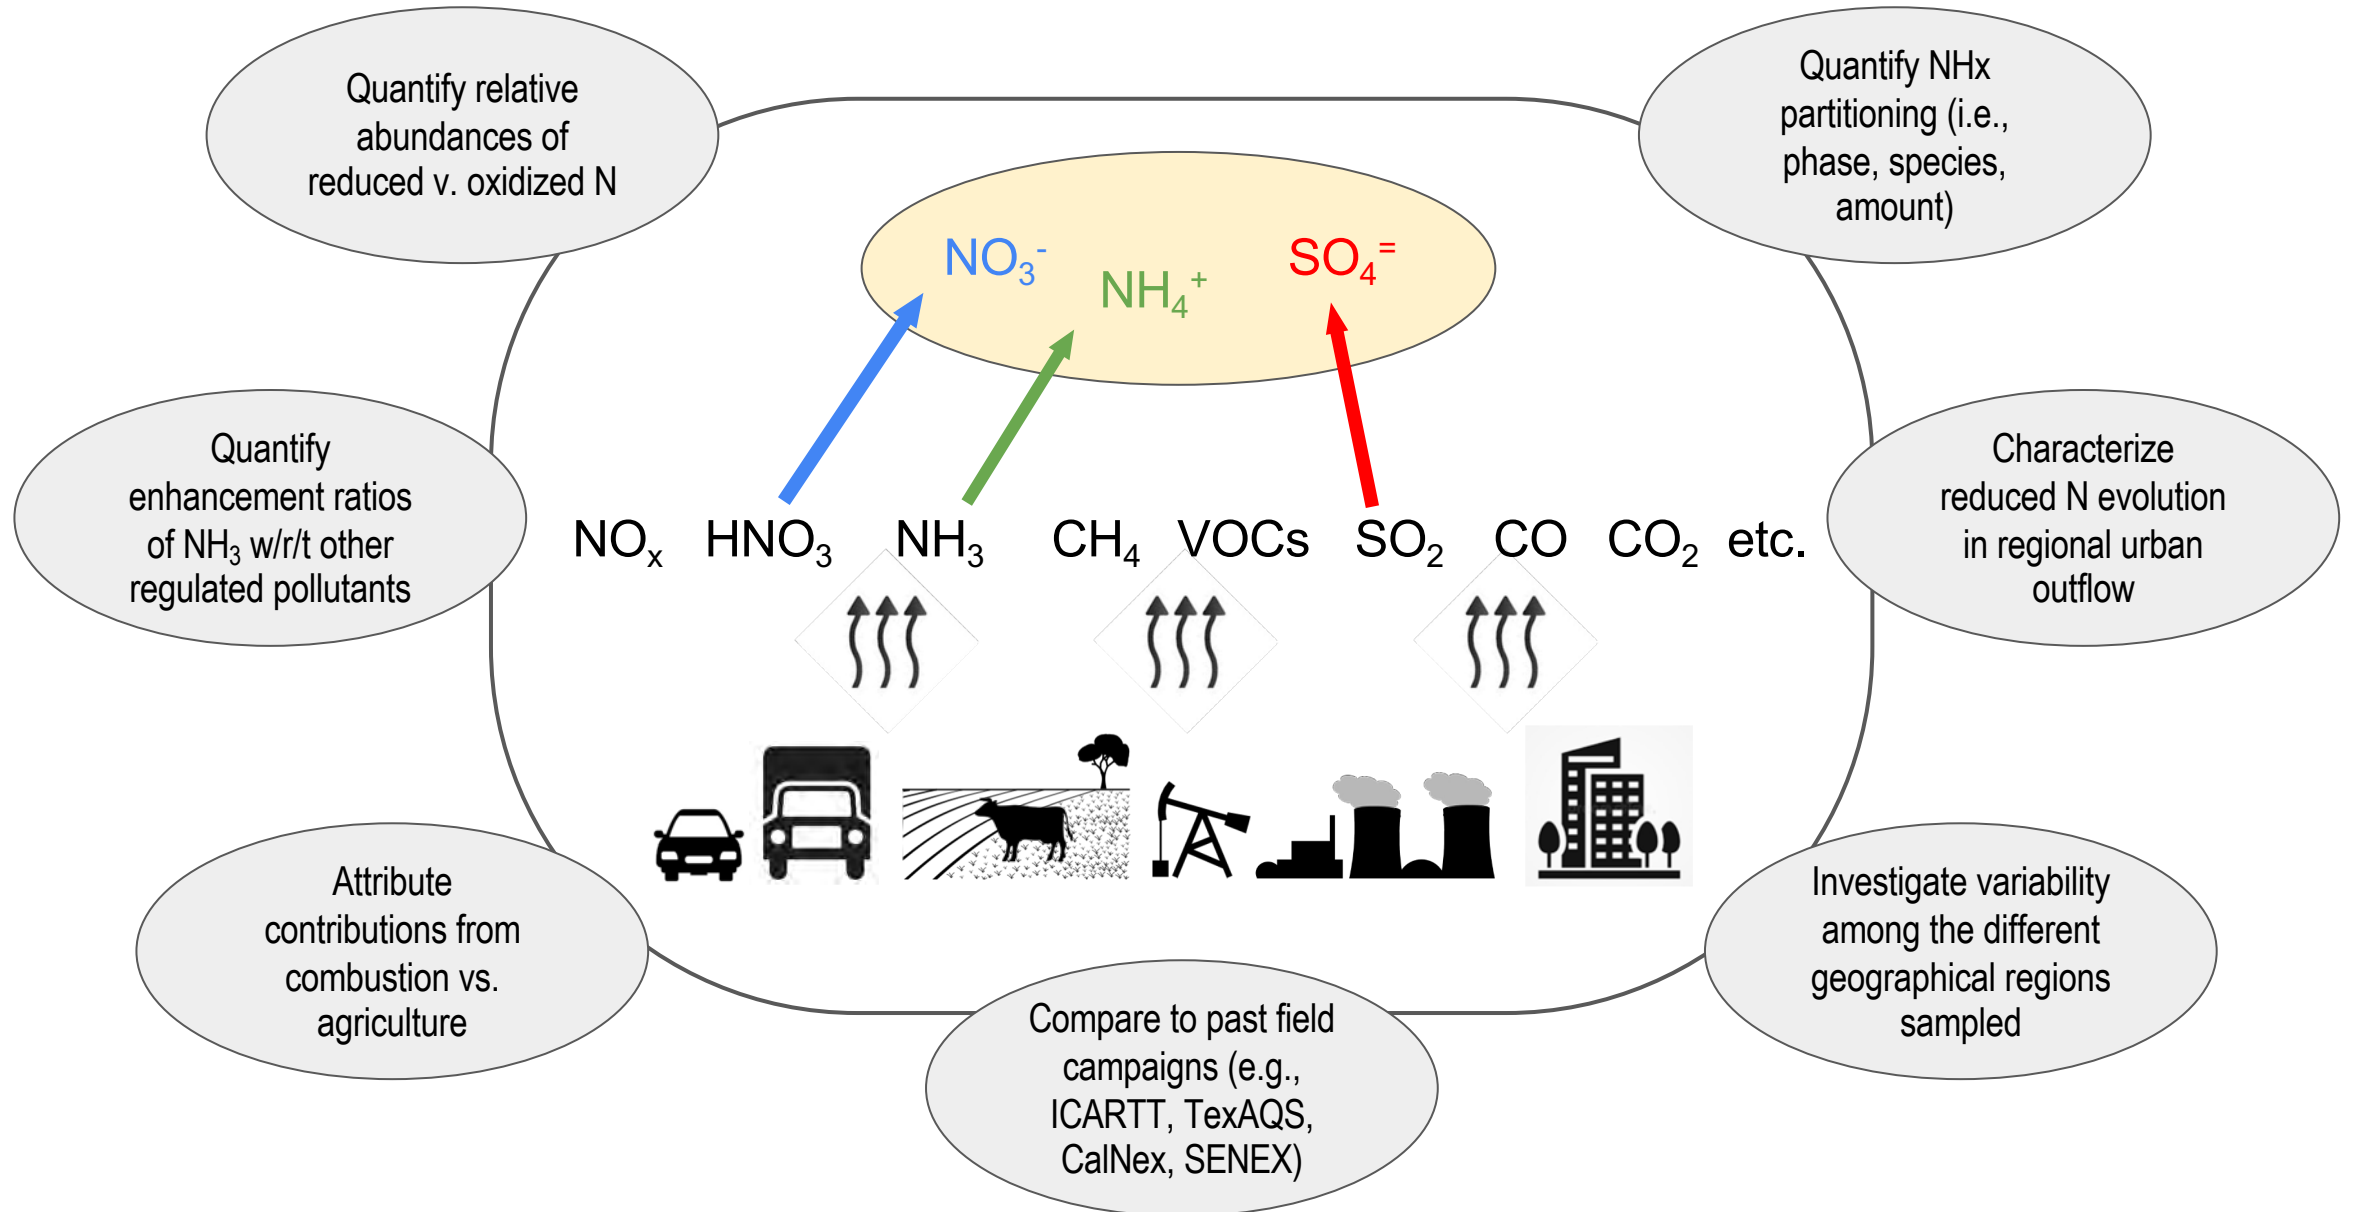 Quantify relative
abundances of
reduced v. oxidized N
Quantify NHx
partitioning (i.e.,
phase, species,
amount)
NO₃⁻
NH₄⁺
SO₄⁼
Quantify
enhancement ratios
of NH₃ w/r/t other
regulated pollutants
NOₓ HNO₃ NH₃ CH₄ VOCs SO₂ CO CO₂ etc.
Characterize
reduced N evolution
in regional urban
outflow
Attribute
contributions from
combustion vs.
agriculture
Compare to past field
campaigns (e.g.,
ICARTT, TexAQS,
CalNex, SENEX)
Investigate variability
among the different
geographical regions
sampled